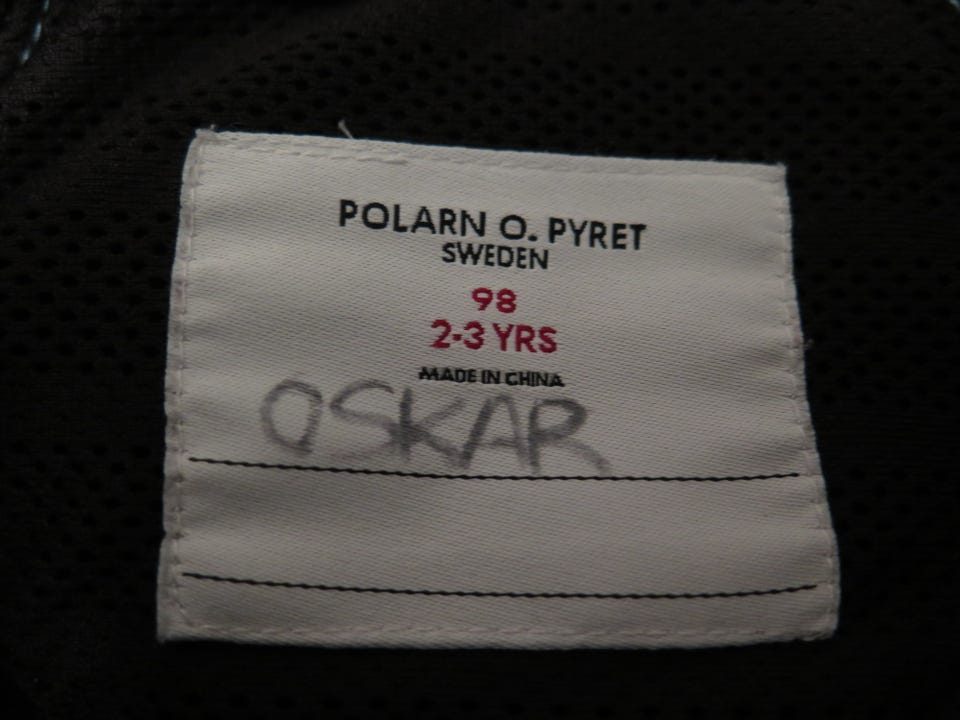 POLARN O. PYRET
SWEDEN
98
2-3 YRS
MADE IN CHINA
OSKAR